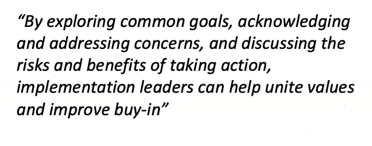 “By exploring common goals, acknowledging
and addressing concerns, and discussing the
risks and benefits of taking action,
implementation leaders can help unite values
and improve buy-in”